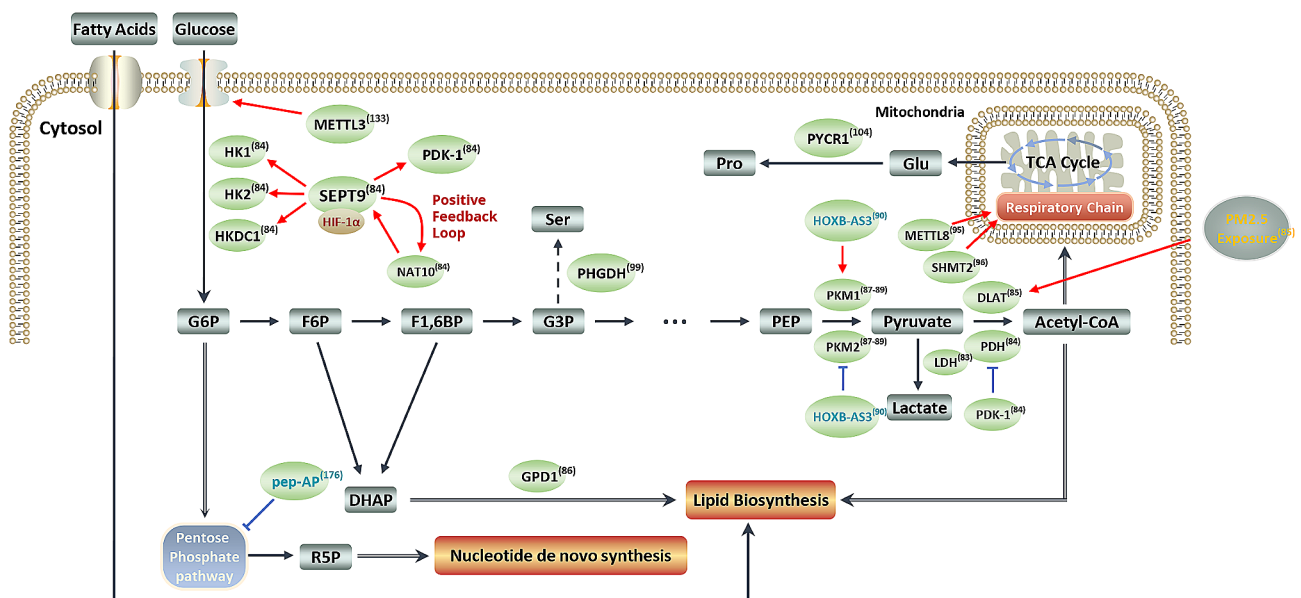 Fatty Acids
Glucose
Cytosol
METTL3(133)
HK1(84)
HK2(84)
HKDC1(84)
SEPT9(84)
HIF-1α
PDK-1(84)
Positive
Feedback
Loop
NAT10(84)
Ser
PHGDH(99)
Pro
PYCR1(104)
Glu
Mitochondria
TCA Cycle
Respiratory Chain
HOXB-AS3(90)
METTL8(95)
SHMT2(96)
PM2.5
Exposure(85)
PKM1(87-89)
DLAT(85)
G6P
F6P
F1,6BP
G3P
...
PEP
Pyruvate
Acetyl-CoA
PKM2(87-89)
LDH(83)
PDH(84)
HOXB-AS3(90)
Lactate
PDK-1(84)
pep-AP(176)
GPD1(86)
DHAP
Lipid Biosynthesis
Pentose
Phosphate
pathway
R5P
Nucleotide de novo synthesis